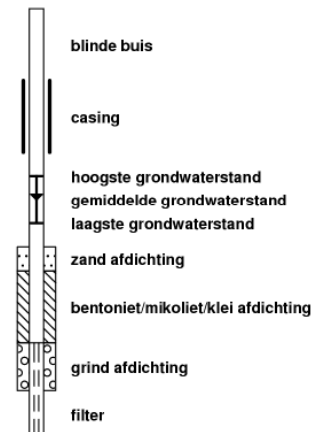 blinde buis
casing
hoogste grondwaterstand
gemiddelde grondwaterstand
laagste grondwaterstand
zand afdichting
bentoniet/mikoliet/klei afdichting
grind afdichting
filter